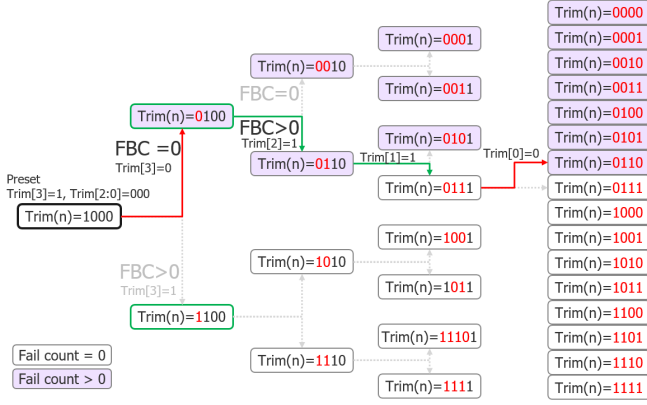 Trim(n)=0000
Trim(n)=0001
Trim(n)=0001
Trim(n)=0010
Trim(n)=0010
Trim(n)=0011
Trim(n)=0011
FBC=0
Trim(n)=0100
Trim(n)=0100
FBC>0
Trim[2]=1
Trim(n)=0101
Trim(n)=0101
FBC =0
Trim[3]=0
Trim(n)=0110
Trim[1]=1
Trim[0]=0
Trim(n)=0110
Preset
Trim[3]=1, Trim[2:0]=000
Trim(n)=0111
Trim(n)=0111
Trim(n)=1000
Trim(n)=1000
Trim(n)=1001
Trim(n)=1001
FBC>0
Trim[3]=1
Trim(n)=1010
Trim(n)=1010
Trim(n)=1011
Trim(n)=1011
Trim(n)=1100
Trim(n)=1100
Trim(n)=11101
Trim(n)=1101
Fail count = 0
Trim(n)=1110
Trim(n)=1110
Fail count > 0
Trim(n)=1111
Trim(n)=1111